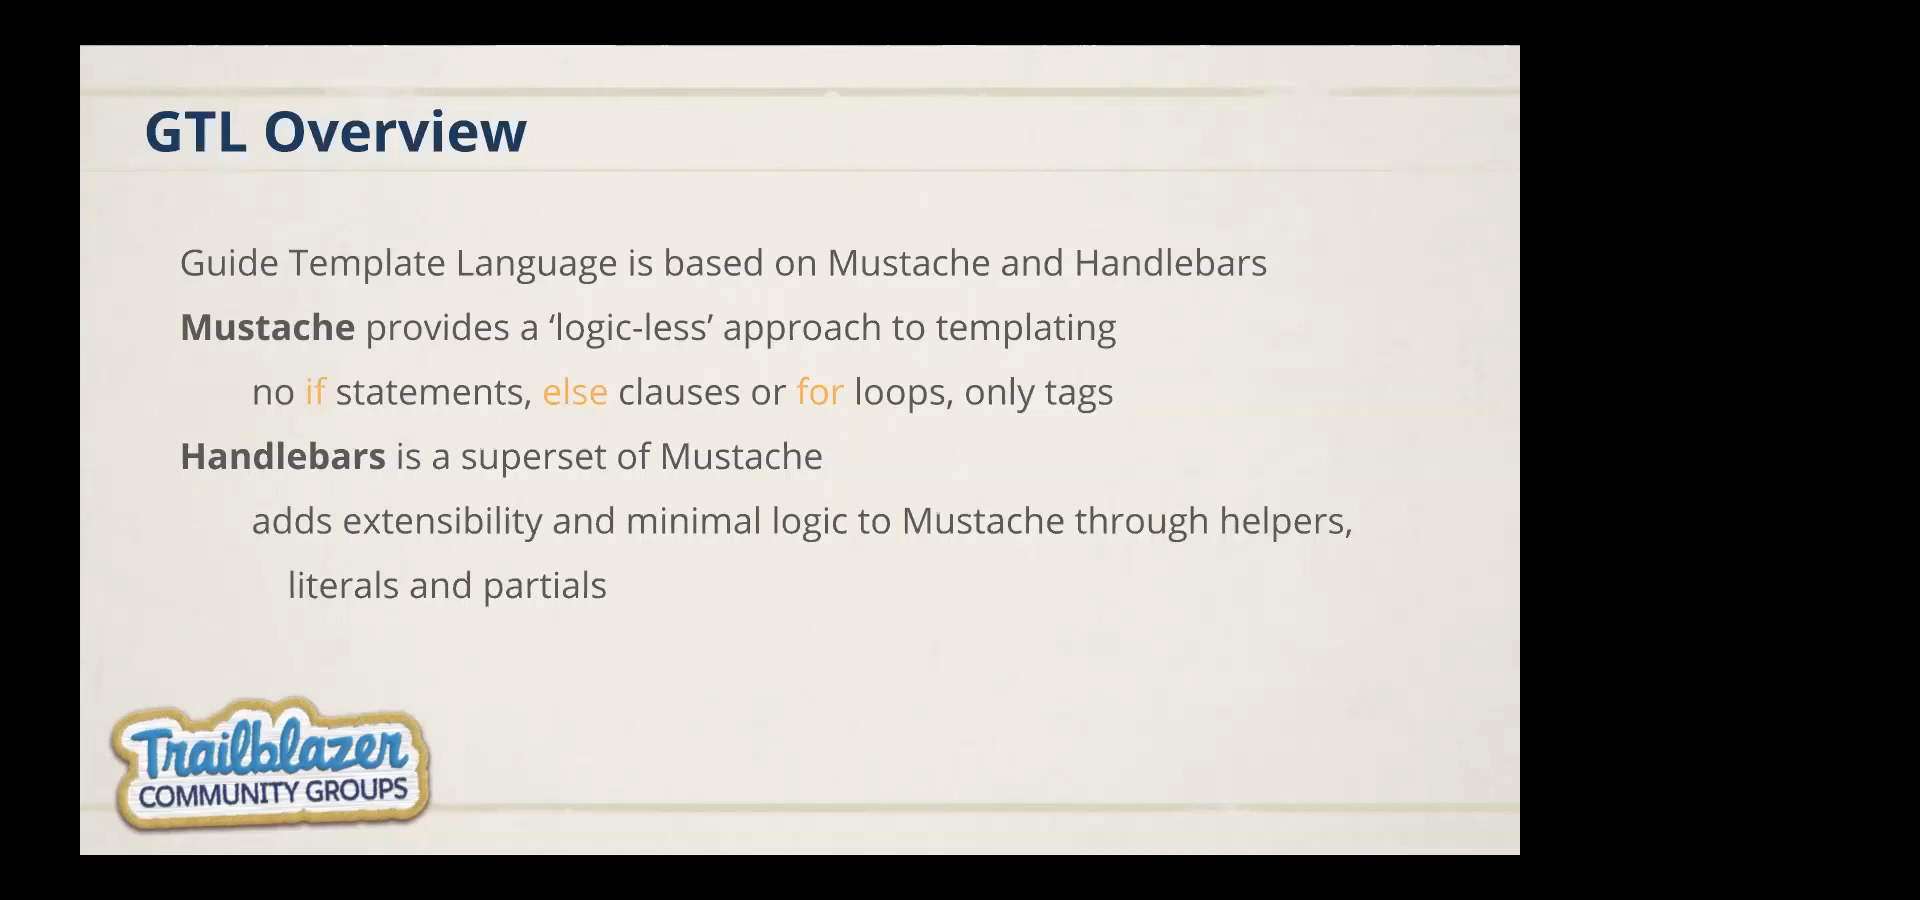 GTL Overview
Guide Template Language is based on Mustache and Handlebars
Mustache provides a ‘logic-less’ approach to templating
no if statements, else clauses or for loops, only tags
Handlebars is a superset of Mustache
adds extensibility and minimal logic to Mustache through helpers,
literals and partials
Trailblazer
COMMUNITY GROUPS